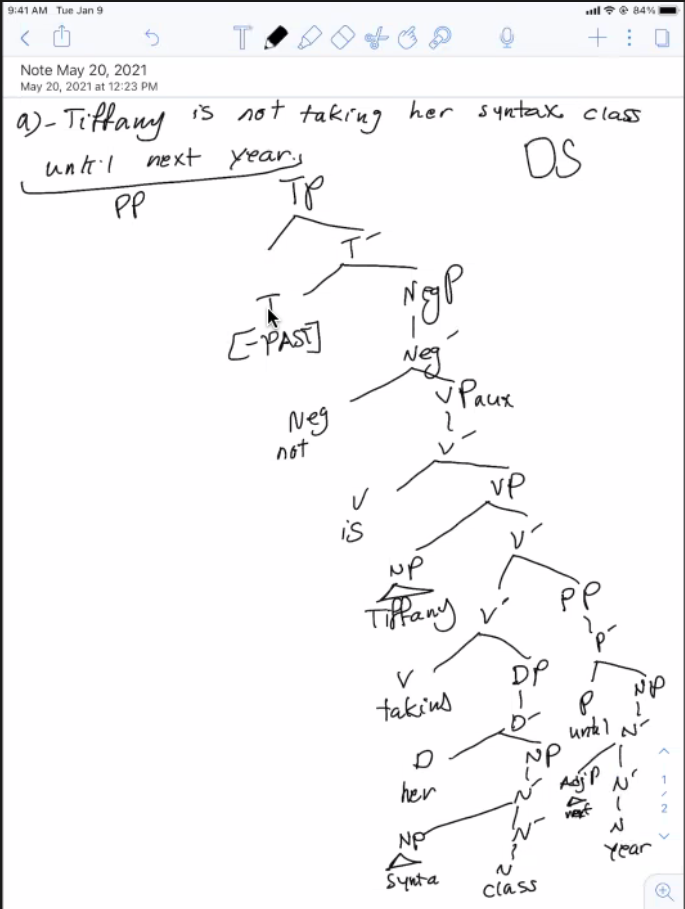 9:41 AM Tue Jan 9 84%
Note May 20, 2021
May 20, 2021 at 12:23 PM
a) - Tiffany is not taking her syntax class
until next year.
DS
PP
TP
T'
T NegP
[-PAST]
Neg'
Neg VPaux
not
V'
V VP
is
NP V'
Tiffany V' PP
P'
V DP P NP
taking D' until N'
D NP AdjP N'
her N' next N
NP N' year
Synta N
class
1
/
2